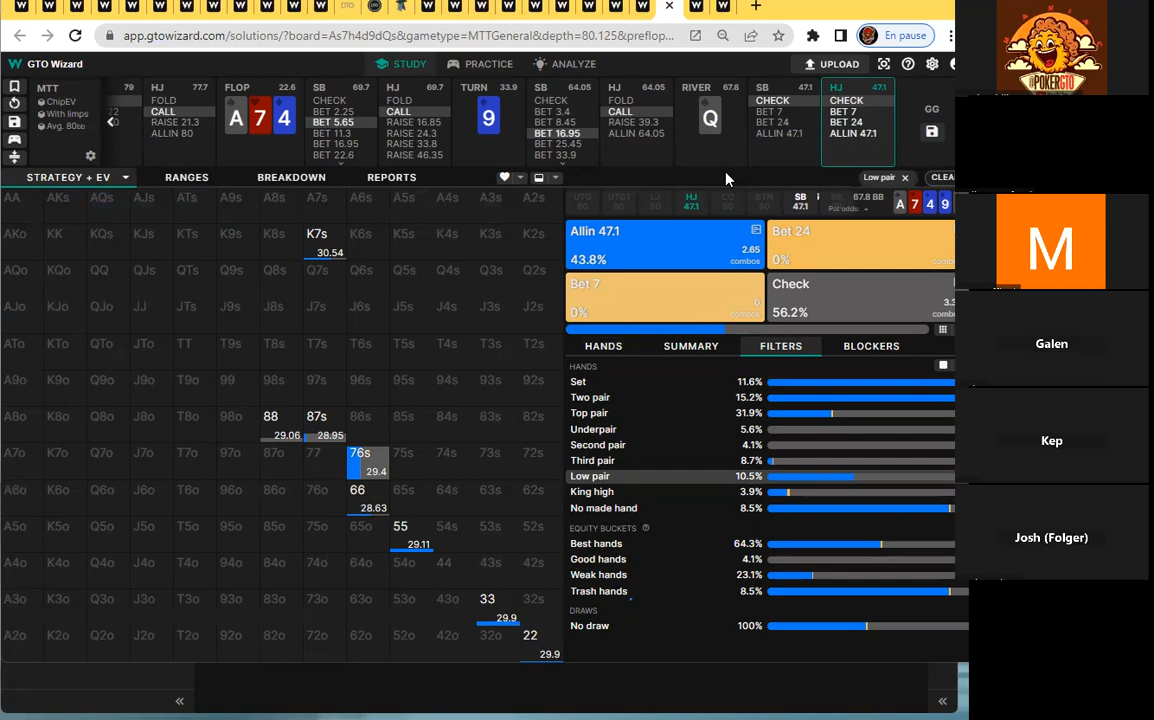 app.gtowizard.com/solutions/?board=As7h4d9dQs&gametype=MTTGeneral&depth=80.125&preflop...
En pause
GTO Wizard
STUDY
PRACTICE
ANALYZE
UPLOAD
MTT
ChipEV
With limps
79
HJ 77.7
FOLD
CALL
RAISE 21.3
ALLIN 80
FLOP 22.6
A 7 4
SB 69.7
CHECK
BET 2.25
BET 5.65
BET 11.3
BET 16.95
BET 22.6
HJ 69.7
FOLD
CALL
RAISE 16.85
RAISE 24.3
RAISE 33.8
RAISE 46.35
TURN 33.9
9
SB 64.05
CHECK
BET 3.4
BET 8.45
BET 16.95
BET 25.45
BET 33.9
HJ 64.05
FOLD
CALL
RAISE 39.3
ALLIN 64.05
RIVER 67.8
Q
SB 47.1
CHECK
BET 7
BET 24
ALLIN 47.1
HJ 47.1
CHECK
BET 7
BET 24
ALLIN 47.1
GG
STRATEGY + EV
RANGES
BREAKDOWN
REPORTS
Low pair
CLEA
AA AKs AQs AJs ATs A9s A8s A7s A6s A5s A4s A3s A2s
AKo KK KQs KJs KTs K9s K8s K7s K6s K5s K4s K3s K2s
30.54
AQo KQo QQ QJs QTs Q9s Q8s Q7s Q6s Q5s Q4s Q3s Q2s
AJo KJo QJo JJ JTs J9s J8s J7s J6s J5s J4s J3s J2s
ATo KTo QTo JTo TT T9s T8s T7s T6s T5s T4s T3s T2s
A9o K9o Q9o J9o T9o 99 98s 97s 96s 95s 94s 93s 92s
A8o K8o Q8o J8o T8o 98o 88 87s 86s 85s 84s 83s 82s
29.06 28.95
A7o K7o Q7o J7o T7o 97o 87o 77 76s 75s 74s 73s 72s
29.4
A6o K6o Q6o J6o T6o 96o 86o 76o 66 65s 64s 63s 62s
28.63
A5o K5o Q5o J5o T5o 95o 85o 75o 65o 55 54s 53s 52s
29.11
A4o K4o Q4o J4o T4o 94o 84o 74o 64o 54o 44 43s 42s
A3o K3o Q3o J3o T3o 93o 83o 73o 63o 53o 43o 33 32s
29.9
A2o K2o Q2o J2o T2o 92o 82o 72o 62o 52o 42o 32o 22
29.9
HJ 47.1
SB 47.1
67.8 BB
Pot odds: -
A 7 4 9
Allin 47.1
43.8%
2.65 combos
Bet 24
0%
Bet 7
0%
0 combos
Check
56.2%
HANDS
SUMMARY
FILTERS
BLOCKERS
HANDS
Set 11.6%
Two pair 15.2%
Top pair 31.9%
Underpair 5.6%
Second pair 4.1%
Third pair 8.7%
Low pair 10.5%
King high 3.9%
No made hand 8.5%
EQUITY BUCKETS
Best hands 64.3%
Good hands 4.1%
Weak hands 23.1%
Trash hands 8.5%
DRAWS
No draw 100%
POKERGTO
M
Galen
Kep
Josh (Folger)